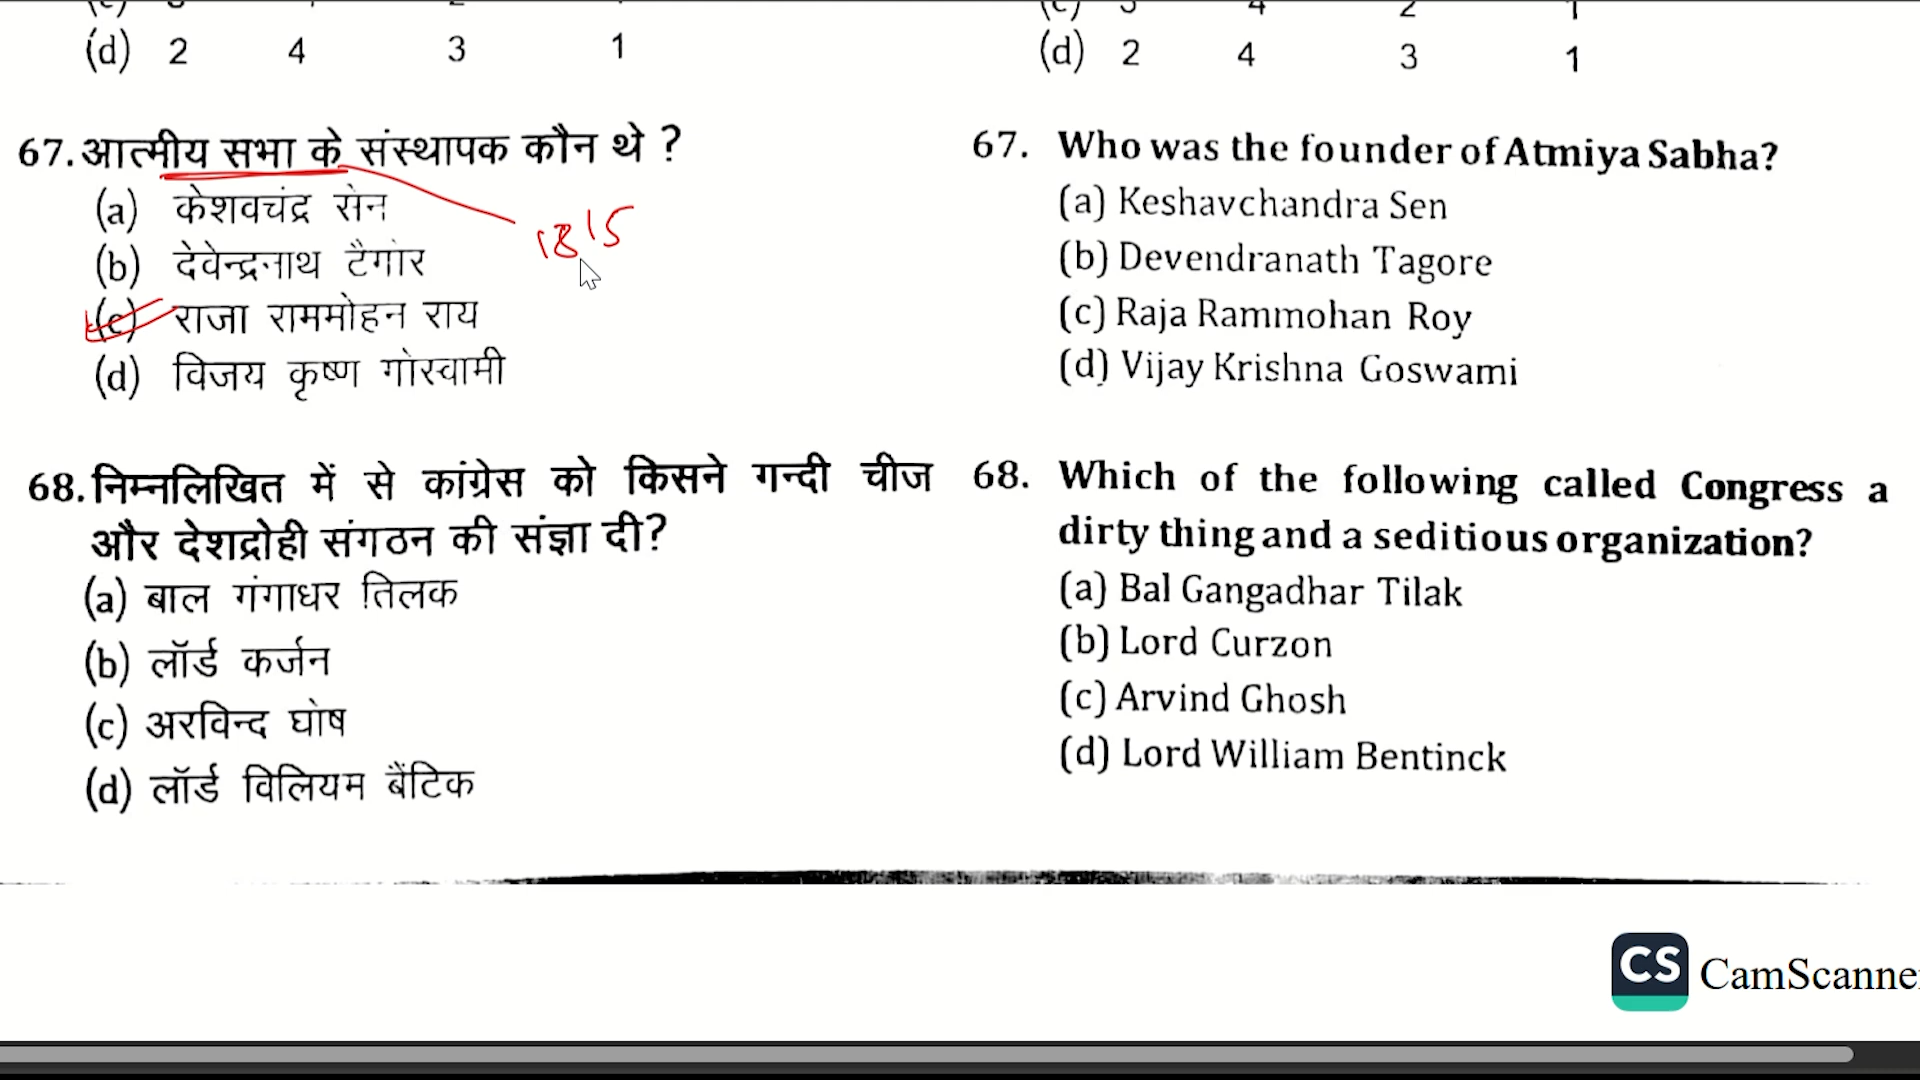 (d) 2 4 3 1
67. आत्मीय सभा के संस्थापक कौन थे ?
(a) केशवचंद्र सेन
(b) देवेन्द्रनाथ टैगोर
(c) राजा राममोहन राय
(d) विजय कृष्ण गोस्वामी
1815
68. निम्नलिखित में से कांग्रेस को किसने गन्दी चीज
और देशद्रोही संगठन की संज्ञा दी?
(a) बाल गंगाधर तिलक
(b) लॉर्ड कर्जन
(c) अरविन्द घोष
(d) लॉर्ड विलियम बैंटिक
(d) 2 4 3 1
67. Who was the founder of Atmiya Sabha?
(a) Keshavchandra Sen
(b) Devendranath Tagore
(c) Raja Rammohan Roy
(d) Vijay Krishna Goswami
68. Which of the following called Congress a
dirty thing and a seditious organization?
(a) Bal Gangadhar Tilak
(b) Lord Curzon
(c) Arvind Ghosh
(d) Lord William Bentinck
CS CamScanne